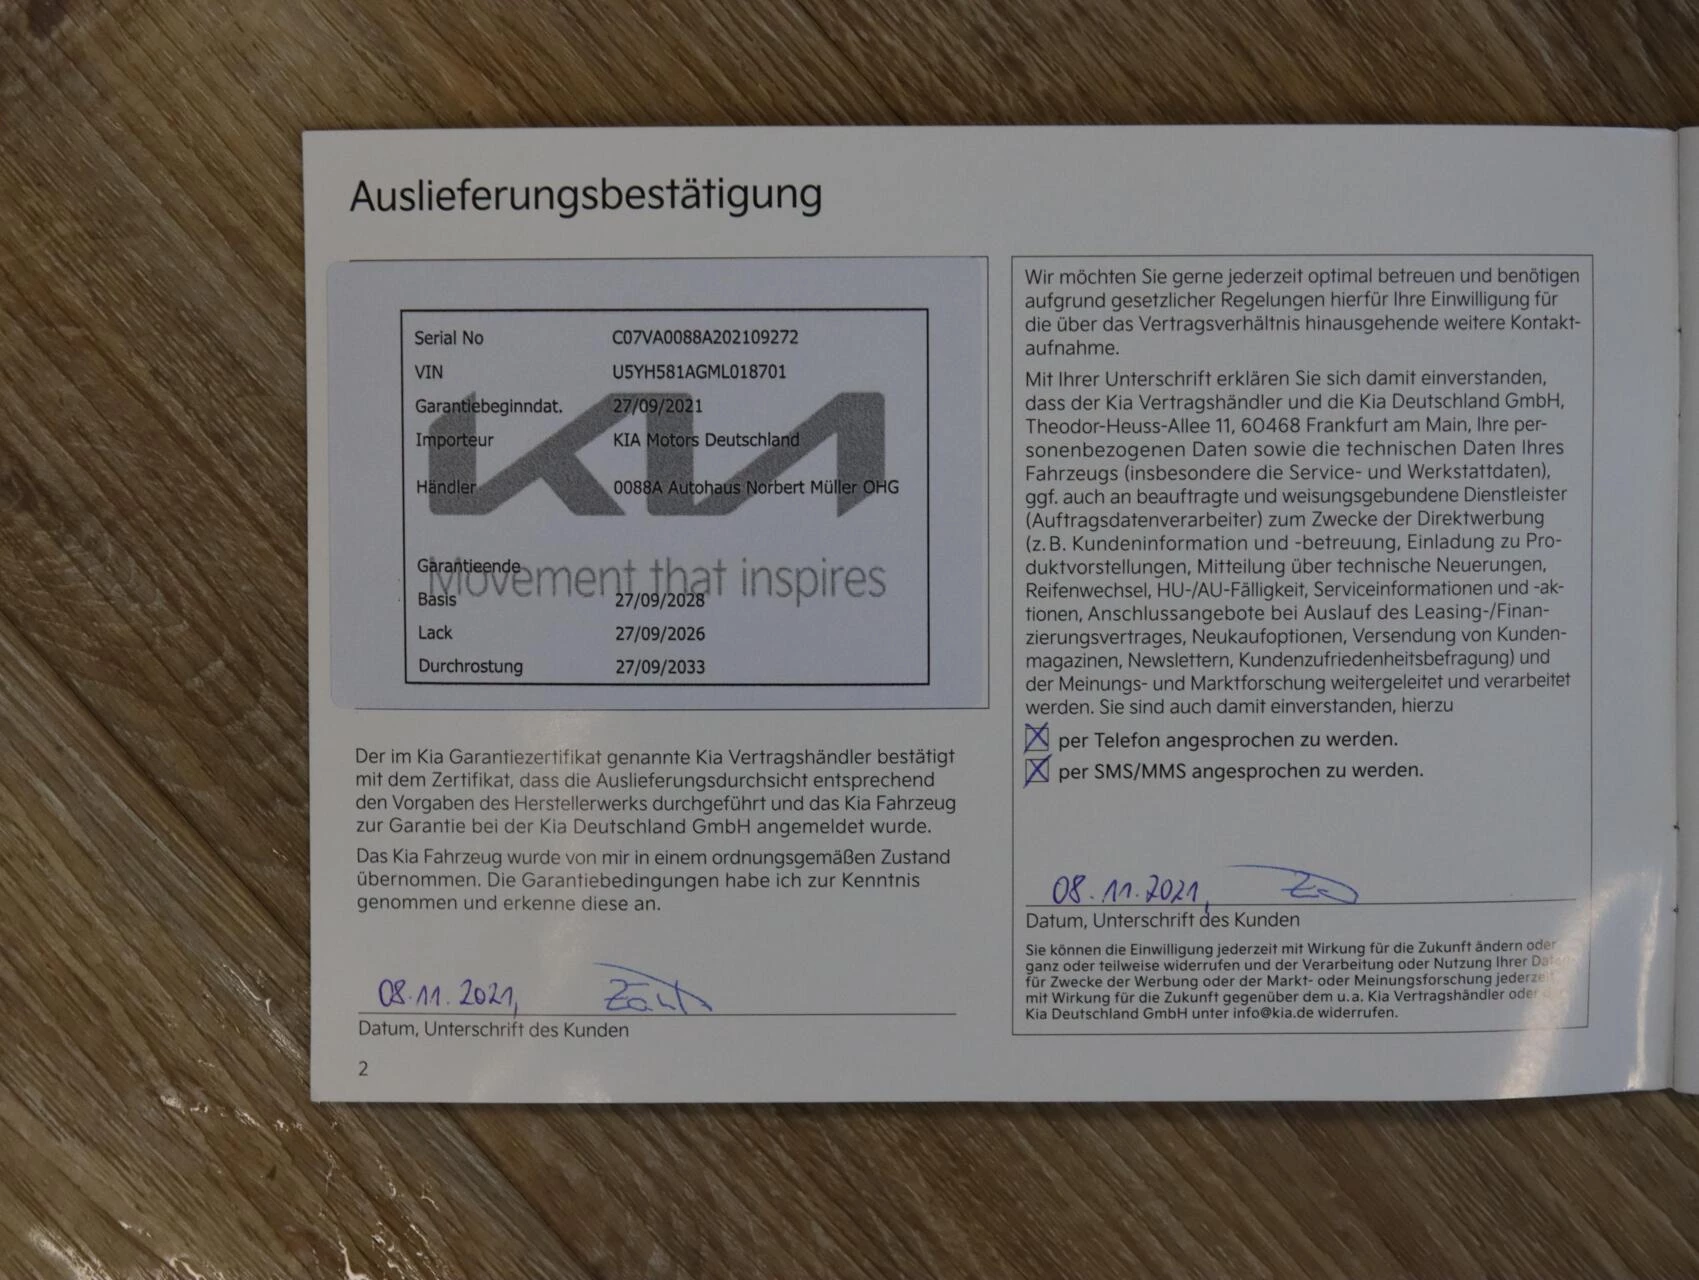 Auslieferungsbestätigung
Serial No C07VA0088A202109272
VIN U5YH581AGML018701
Garantiebeginndat. 27/09/2021
Importeur KIA Motors Deutschland
Händler 0088A Autohaus Norbert Müller OHG
KIA
Movement that inspires
Garantieende
Basis 27/09/2028
Lack 27/09/2026
Durchrostung 27/09/2033
Der im Kia Garantiezertifikat genannte Kia Vertragshändler bestätigt
mit dem Zertifikat, dass die Auslieferungsdurchsicht entsprechend
den Vorgaben des Herstellerwerks durchgeführt und das Kia Fahrzeug
zur Garantie bei der Kia Deutschland GmbH angemeldet wurde.
Das Kia Fahrzeug wurde von mir in einem ordnungsgemäßen Zustand
übernommen. Die Garantiebedingungen habe ich zur Kenntnis
genommen und erkenne diese an.
08.11.2021,
Datum, Unterschrift des Kunden
2
Wir möchten Sie gerne jederzeit optimal betreuen und benötigen
aufgrund gesetzlicher Regelungen hierfür Ihre Einwilligung für
die über das Vertragsverhältnis hinausgehende weitere Kontakt-
aufnahme.
Mit Ihrer Unterschrift erklären Sie sich damit einverstanden,
dass der Kia Vertragshändler und die Kia Deutschland GmbH,
Theodor-Heuss-Allee 11, 60468 Frankfurt am Main, Ihre per-
sonenbezogenen Daten sowie die technischen Daten Ihres
Fahrzeugs (insbesondere die Service- und Werkstattdaten),
ggf. auch an beauftragte und weisungsgebundene Dienstleister
(Auftragsdatenverarbeiter) zum Zwecke der Direktwerbung
(z.B. Kundeninformation und -betreuung, Einladung zu Pro-
duktvorstellungen, Mitteilung über technische Neuerungen,
Reifenwechsel, HU-/AU-Fälligkeit, Serviceinformationen und -ak-
tionen, Anschlussangebote bei Auslauf des Leasing-/Finan-
zierungsvertrages, Neukaufoptionen, Versendung von Kunden-
magazinen, Newslettern, Kundenzufriedenheitsbefragung) und
der Meinungs- und Marktforschung weitergeleitet und verarbeitet
werden. Sie sind auch damit einverstanden, hierzu
per Telefon angesprochen zu werden.
per SMS/MMS angesprochen zu werden.
08.11.2021,
Datum, Unterschrift des Kunden
Sie können die Einwilligung jederzeit mit Wirkung für die Zukunft ändern oder
ganz oder teilweise widerrufen und der Verarbeitung oder Nutzung Ihrer Daten
für Zwecke der Werbung oder der Markt- oder Meinungsforschung jederzeit
mit Wirkung für die Zukunft gegenüber dem u.a. Kia Vertragshändler oder der
Kia Deutschland GmbH unter info@kia.de widerrufen.